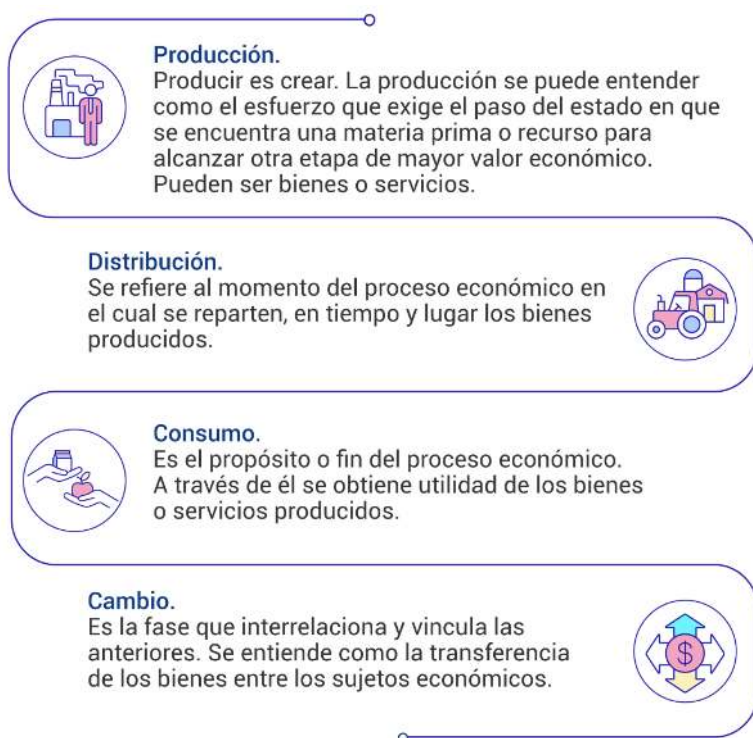 Producción.
Producir es crear. La producción se puede entender
como el esfuerzo que exige el paso del estado en que
se encuentra una materia prima o recurso para
alcanzar otra etapa de mayor valor económico.
Pueden ser bienes o servicios.
Distribución.
Se refiere al momento del proceso económico en
el cual se reparten, en tiempo y lugar los bienes
producidos.
Consumo.
Es el propósito o fin del proceso económico.
A través de él se obtiene utilidad de los bienes
o servicios producidos.
Cambio.
Es la fase que interrelaciona y vincula las
anteriores. Se entiende como la transferencia
de los bienes entre los sujetos económicos.
$